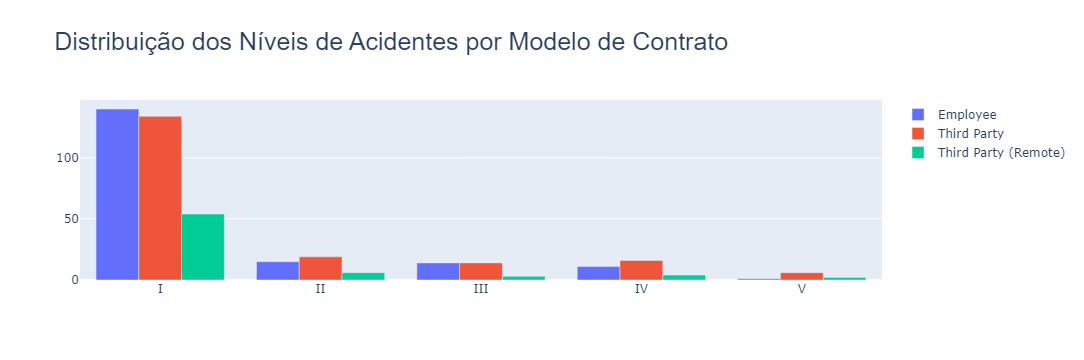 Distribuição dos Níveis de Acidentes por Modelo de Contrato
Employee
Third Party
Third Party (Remote)
100
50
0
I II III IV V